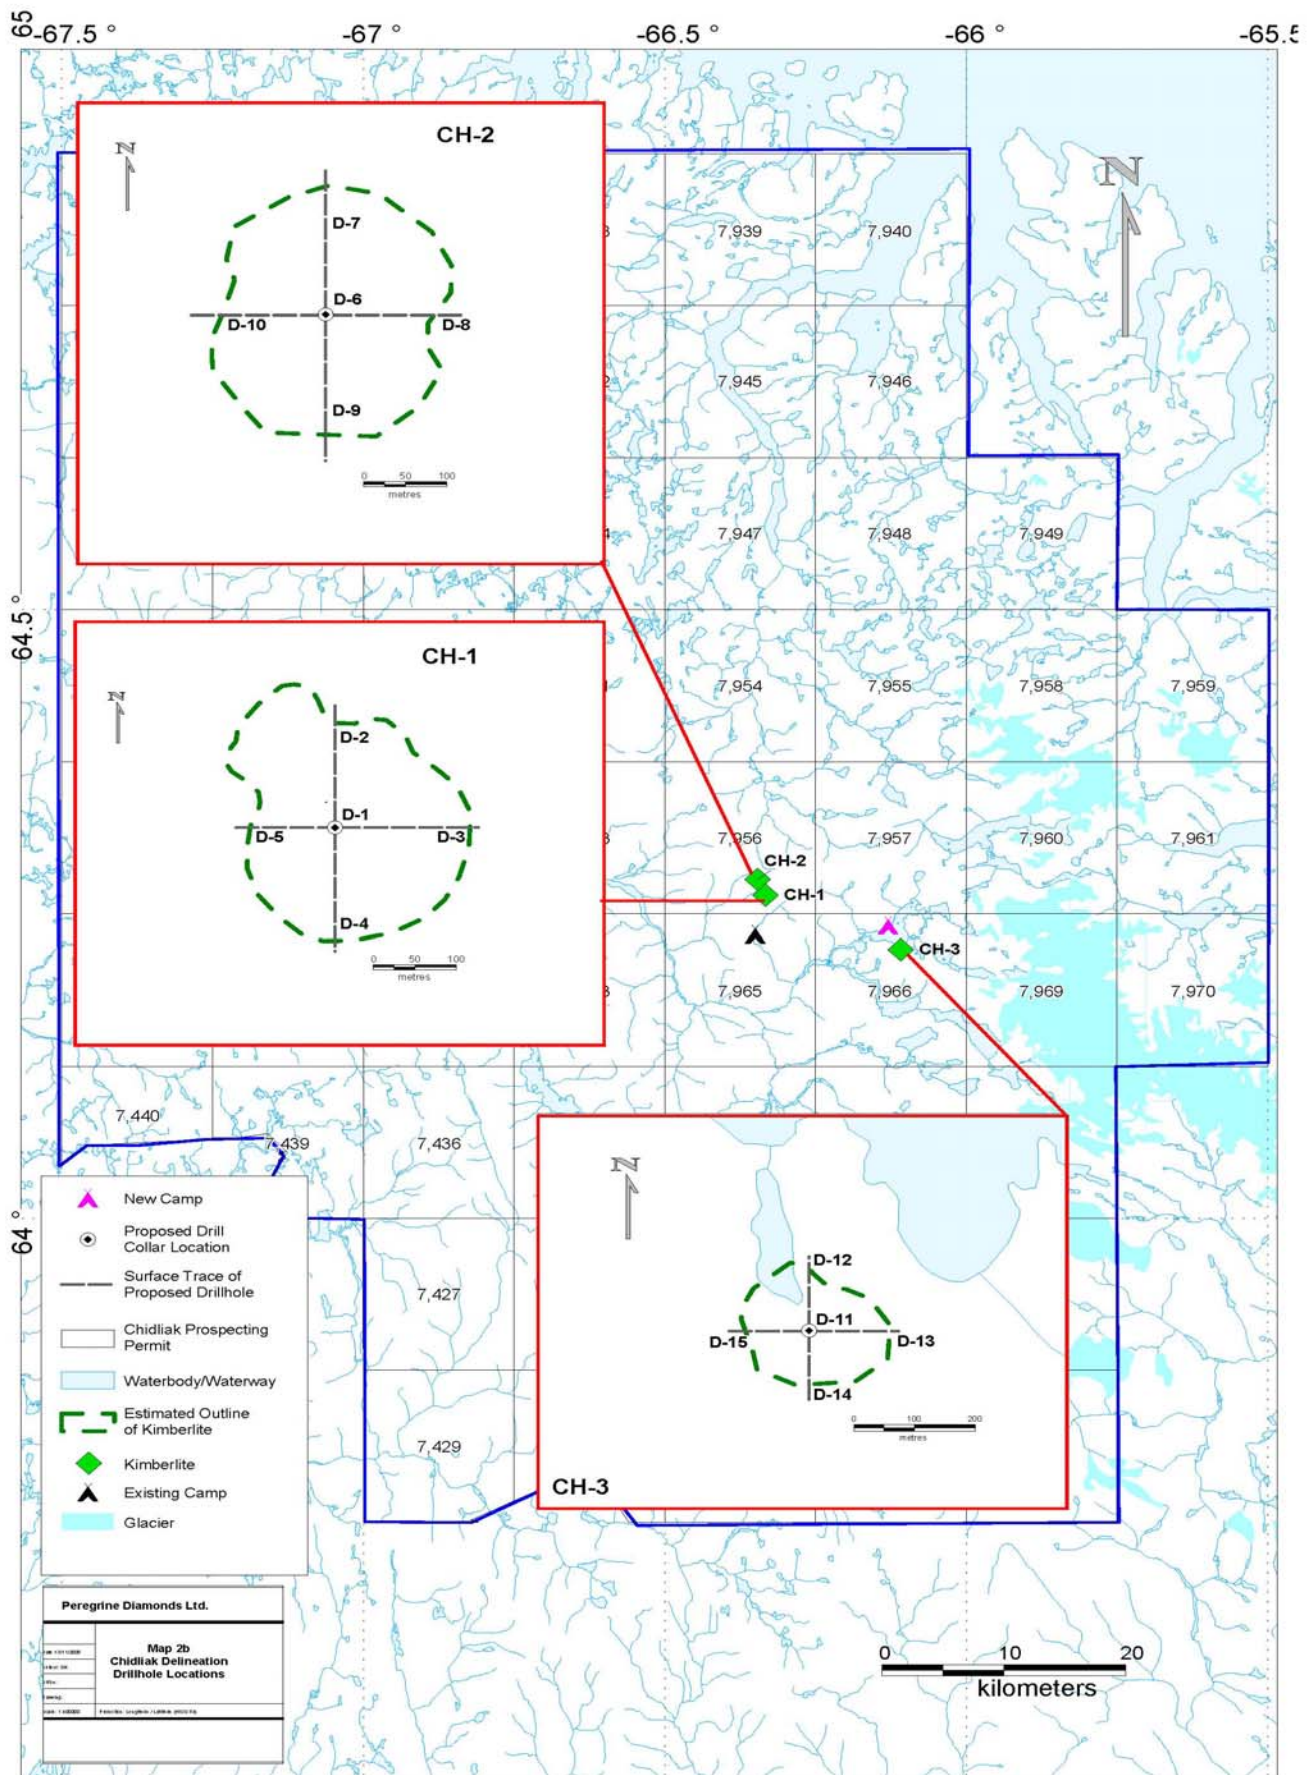 65
-67.5 °
-67 °
-66.5 °
-66 °
-65.5
CH-2
N
D-7
D-6
D-10
D-8
D-9
0 50 100
metres
N
7,939
7,940
7,945
7,946
7,947
7,948
7,949
64.5 °
CH-1
N
D-2
D-1
D-5
D-3
D-4
0 50 100
metres
7,954
7,955
7,958
7,959
7,956
7,957
7,960
7,961
CH-2
CH-1
CH-3
7,965
7,966
7,969
7,970
7,440
7,439
7,436
64 °
7,427
7,429
N
D-12
D-11
D-15
D-13
D-14
0 100 200
metres
CH-3
New Camp
Proposed Drill
Collar Location
Surface Trace of
Proposed Drillhole
Chidliak Prospecting
Permit
Waterbody/Waterway
Estimated Outline
of Kimberlite
Kimberlite
Existing Camp
Glacier
Peregrine Diamonds Ltd.
Map 2b
Chidliak Delineation
Drillhole Locations
0 10 20
kilometers